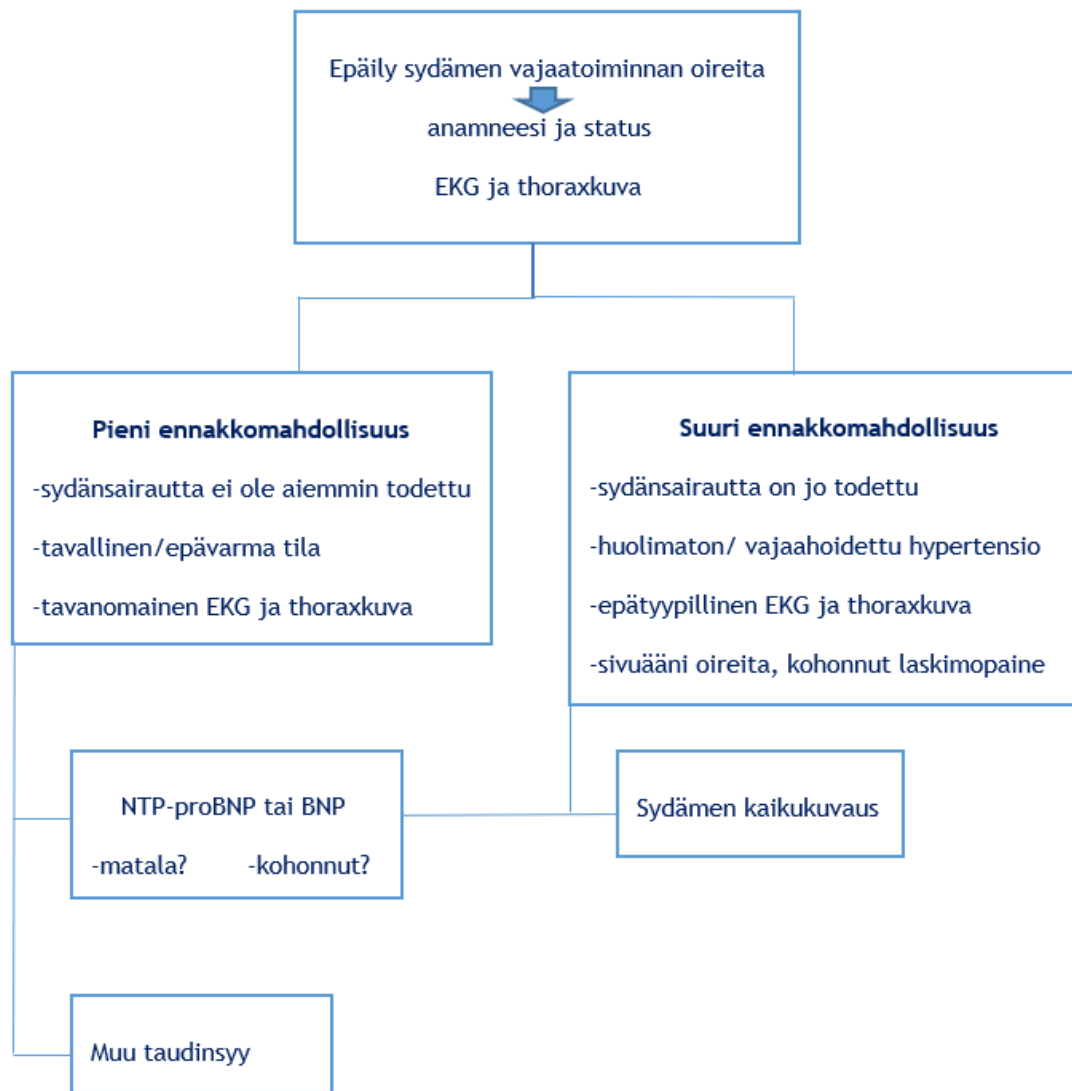 Epäily sydämen vajaatoiminnan oireita
anamneesi ja status
EKG ja thoraxkuva
Pieni ennakkomahdollisuus
-sydänsairautta ei ole aiemmin todettu
-tavallinen/epävarma tila
-tavanomainen EKG ja thoraxkuva
Suuri ennakkomahdollisuus
-sydänsairautta on jo todettu
-huolimaton/ vajaahoidettu hypertensio
-epätyypillinen EKG ja thoraxkuva
-sivuääni oireita, kohonnut laskimopaine
NTP-proBNP tai BNP
-matala? -kohonnut?
Sydämen kaikukuvaus
Muu taudinsyy